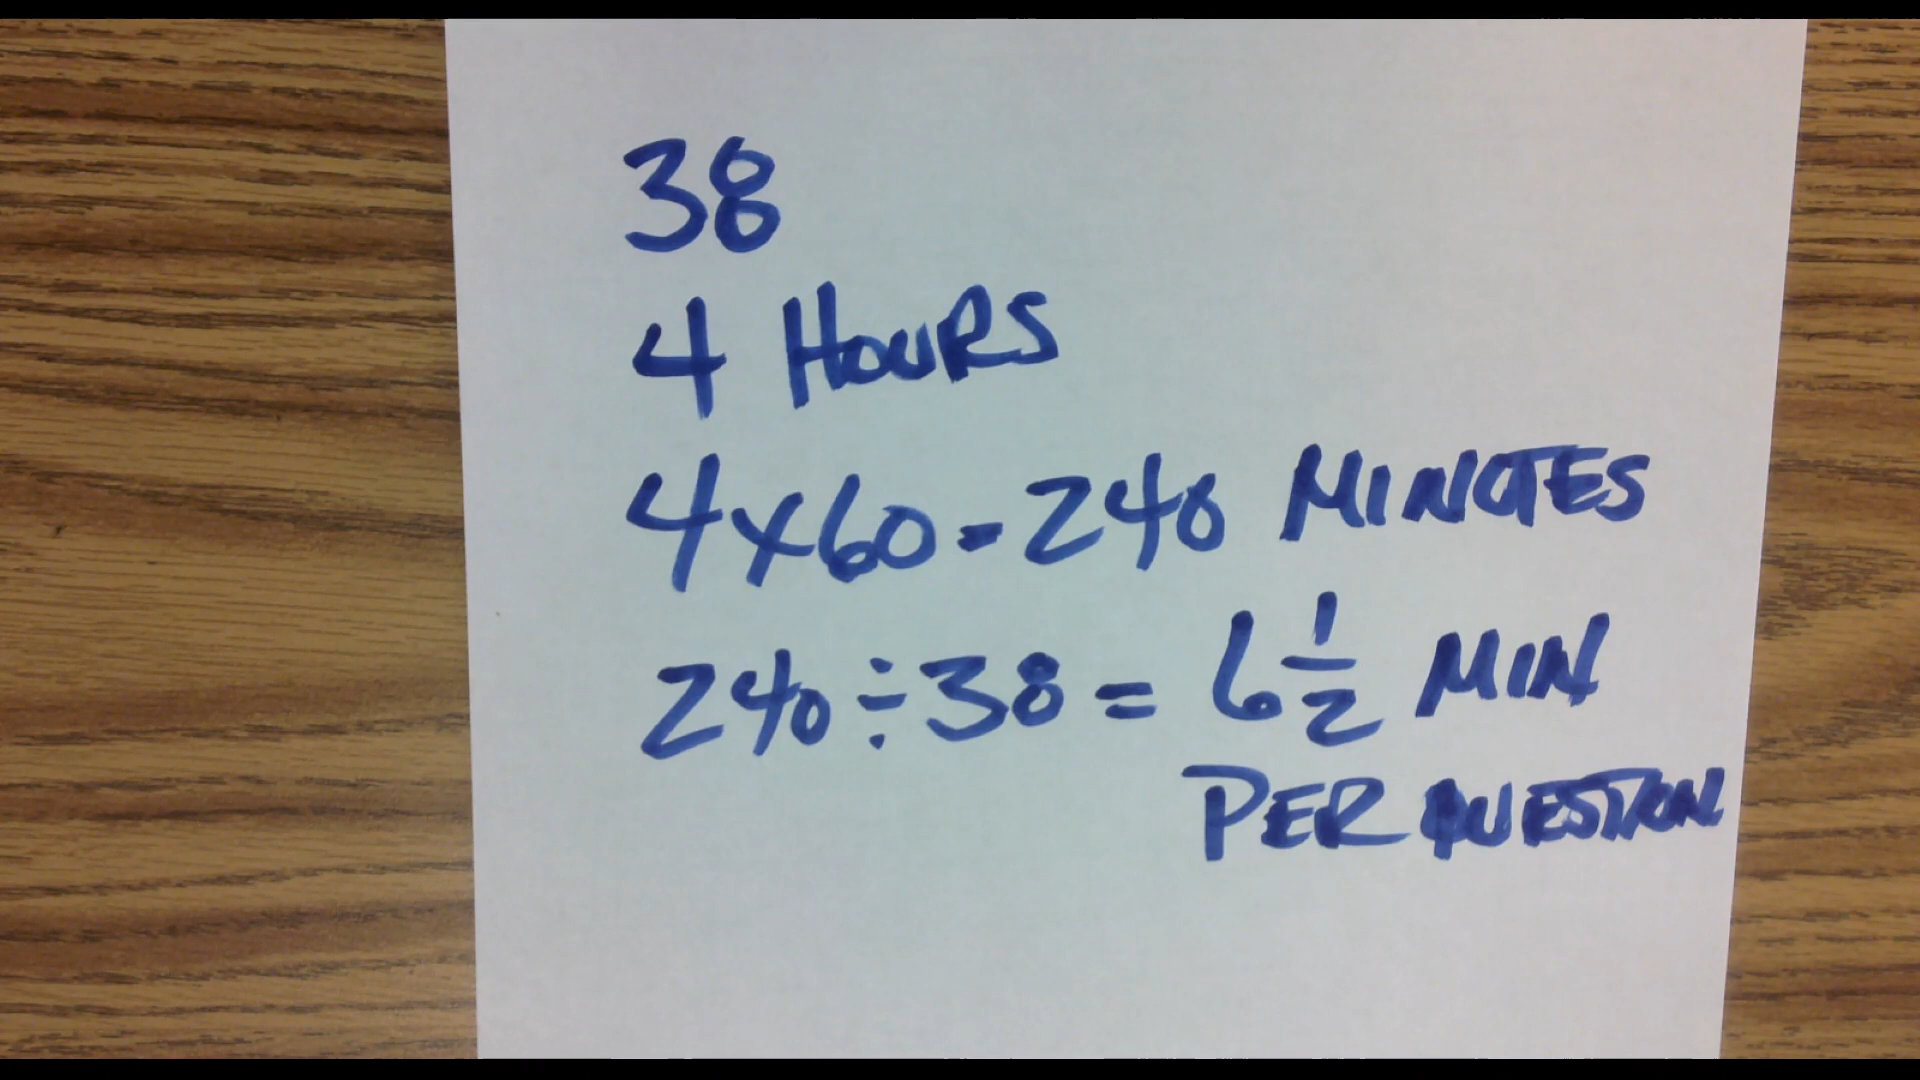 38
4 HOURS
4x60=240 MINUTES
240÷38= 6 1/2 MIN
PER QUESTION